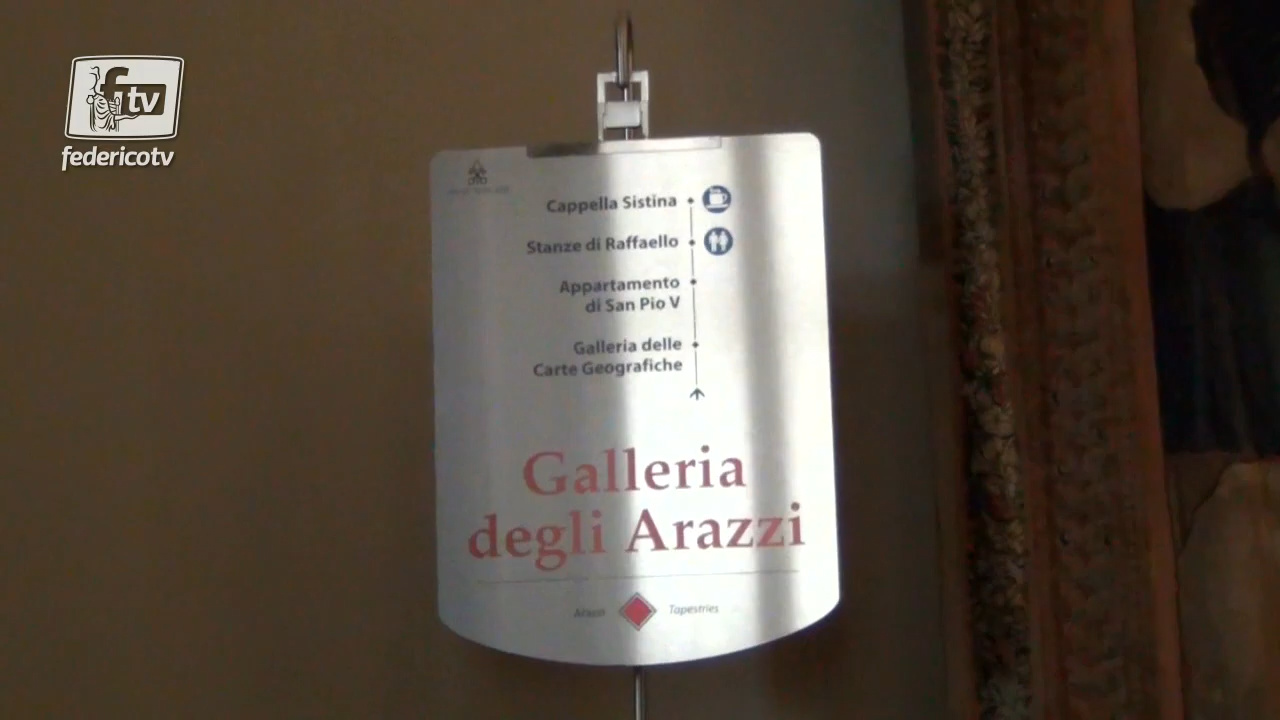 ftv
federicotv
Cappella Sistina
Stanze di Raffaello
Appartamento
di San Pio V
Galleria delle
Carte Geografiche
Galleria
degli Arazzi
Arazzi Tapestries